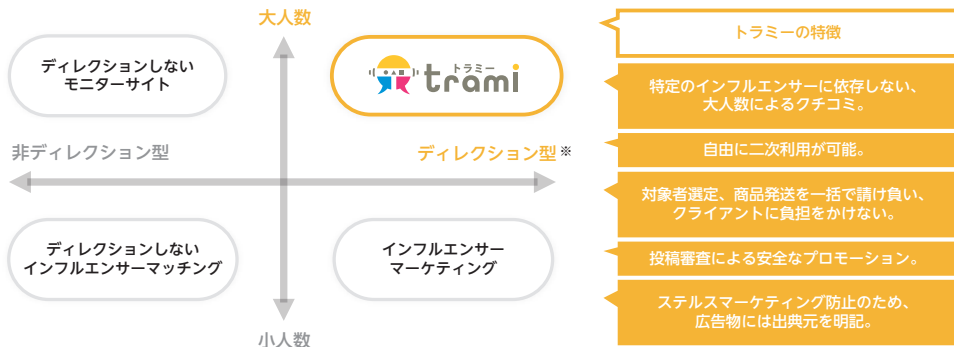 大人数
ディレクションしない
モニターサイト
トラミー
trami
非ディレクション型
ディレクション型※
ディレクションしない
インフルエンサーマッチング
インフルエンサー
マーケティング
小人数
トラミーの特徴
特定のインフルエンサーに依存しない、
大人数によるクチコミ。
自由に二次利用が可能。
対象者選定、商品発送を一括で請け負い、
クライアントに負担をかけない。
投稿審査による安全なプロモーション。
ステルスマーケティング防止のため、
広告物には出典元を明記。